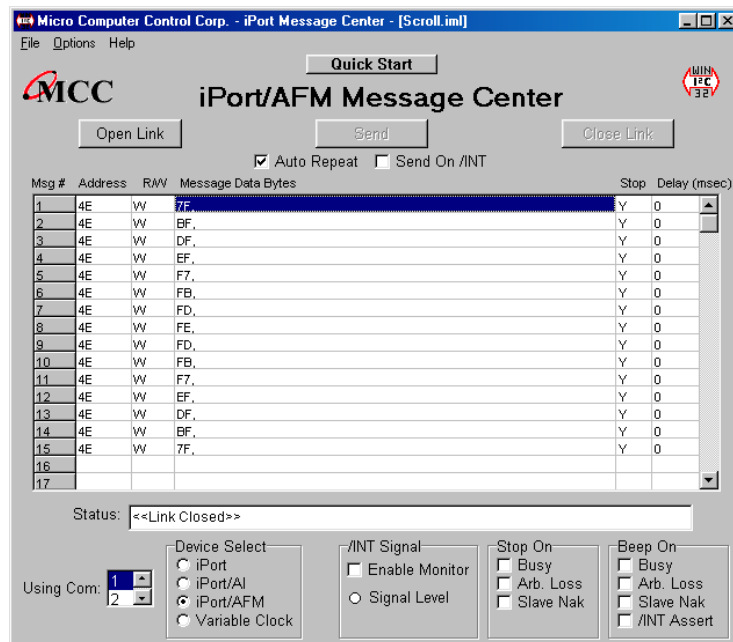 Micro Computer Control Corp. - iPort Message Center - [Scroll.iml]
File Options Help
Quick Start
MCC
iPort/AFM Message Center
WIN
I²C
32
Open Link Send Close Link
Auto Repeat Send On /INT
Msg # Address R/W Message Data Bytes Stop Delay (msec)
1 4E W 7F, Y 0
2 4E W BF, Y 0
3 4E W DF, Y 0
4 4E W EF, Y 0
5 4E W F7, Y 0
6 4E W FB, Y 0
7 4E W FD, Y 0
8 4E W FE, Y 0
9 4E W FD, Y 0
10 4E W FB, Y 0
11 4E W F7, Y 0
12 4E W EF, Y 0
13 4E W DF, Y 0
14 4E W BF, Y 0
15 4E W 7F, Y 0
16
17
Status: <<Link Closed>>
Using Com: 1
2
Device Select
iPort
iPort/AI
iPort/AFM
Variable Clock
/INT Signal
Enable Monitor
Signal Level
Stop On
Busy
Arb. Loss
Slave Nak
Beep On
Busy
Arb. Loss
Slave Nak
/INT Assert